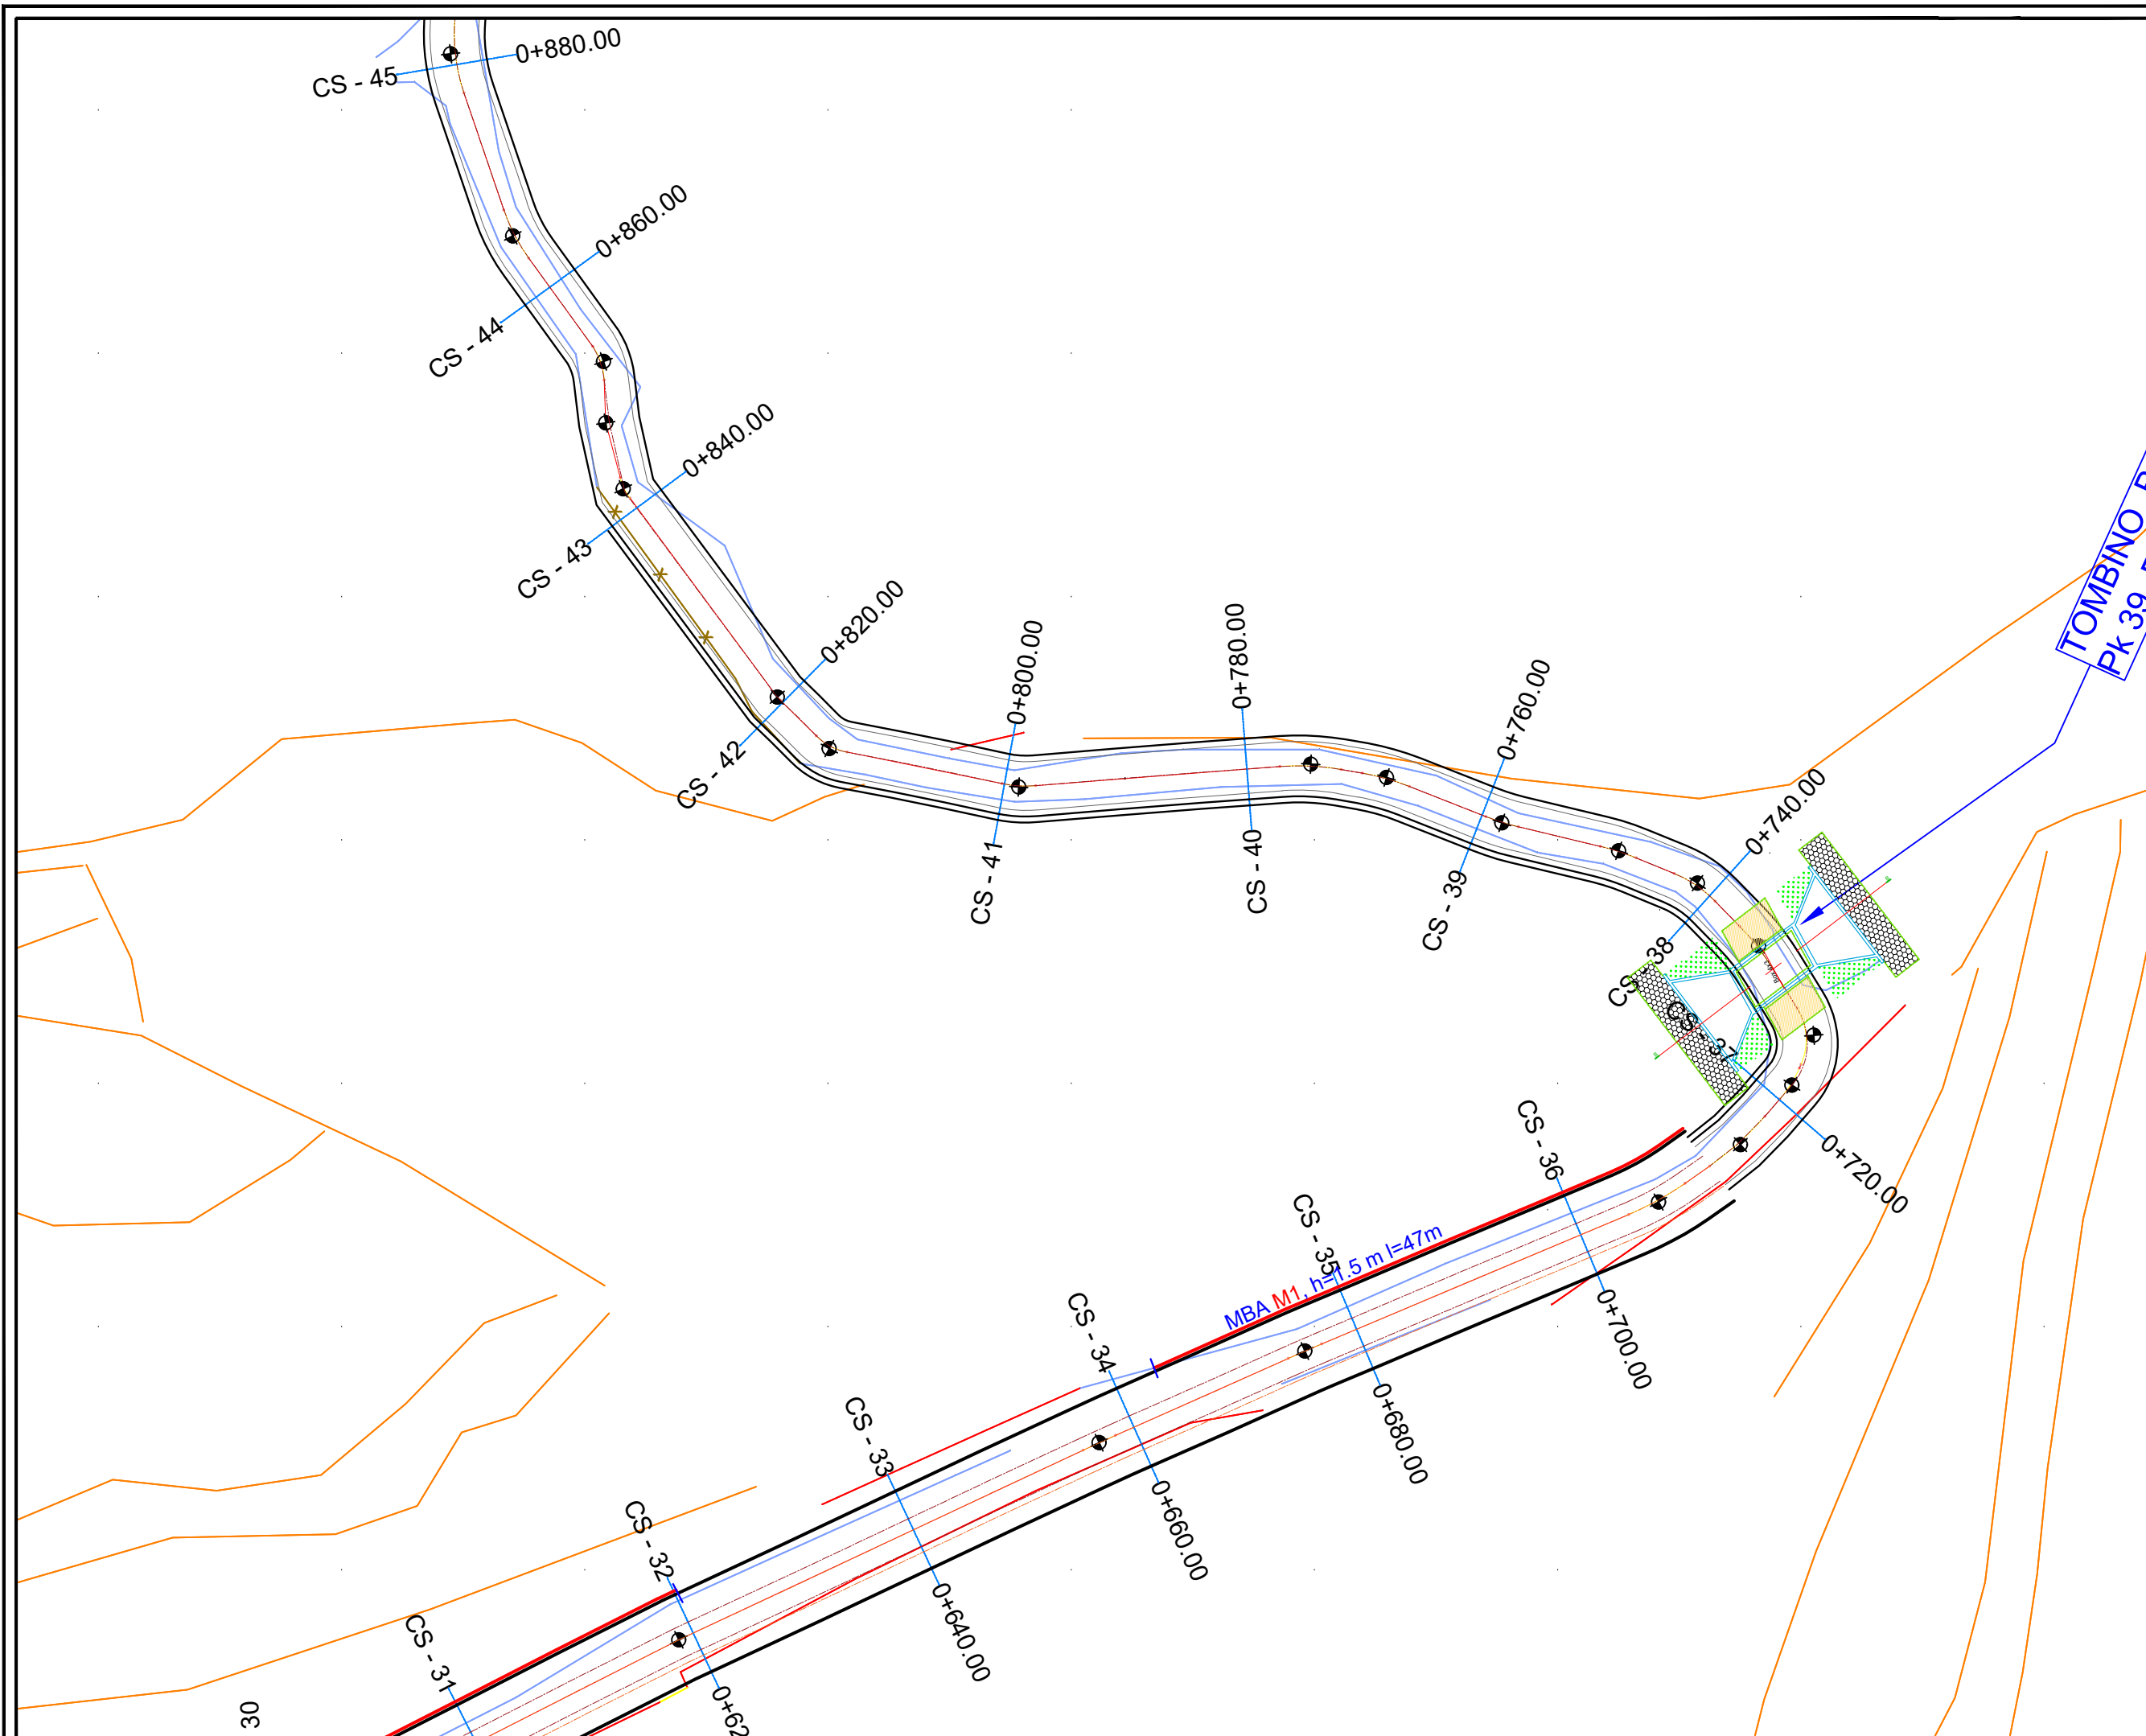 0+880.00
CS - 45
0+860.00
CS - 44
0+840.00
CS - 43
0+820.00
CS - 42
0+800.00
CS - 41
0+780.00
CS - 40
0+760.00
CS - 39
0+740.00
CS - 38
TOMBINO
Pk 39
CS - 37
0+720.00
CS - 36
0+700.00
CS - 35
MBA M1, h=1.5 m l=47m
0+680.00
CS - 34
0+660.00
CS - 33
0+640.00
CS - 32
0+62
CS - 31
30